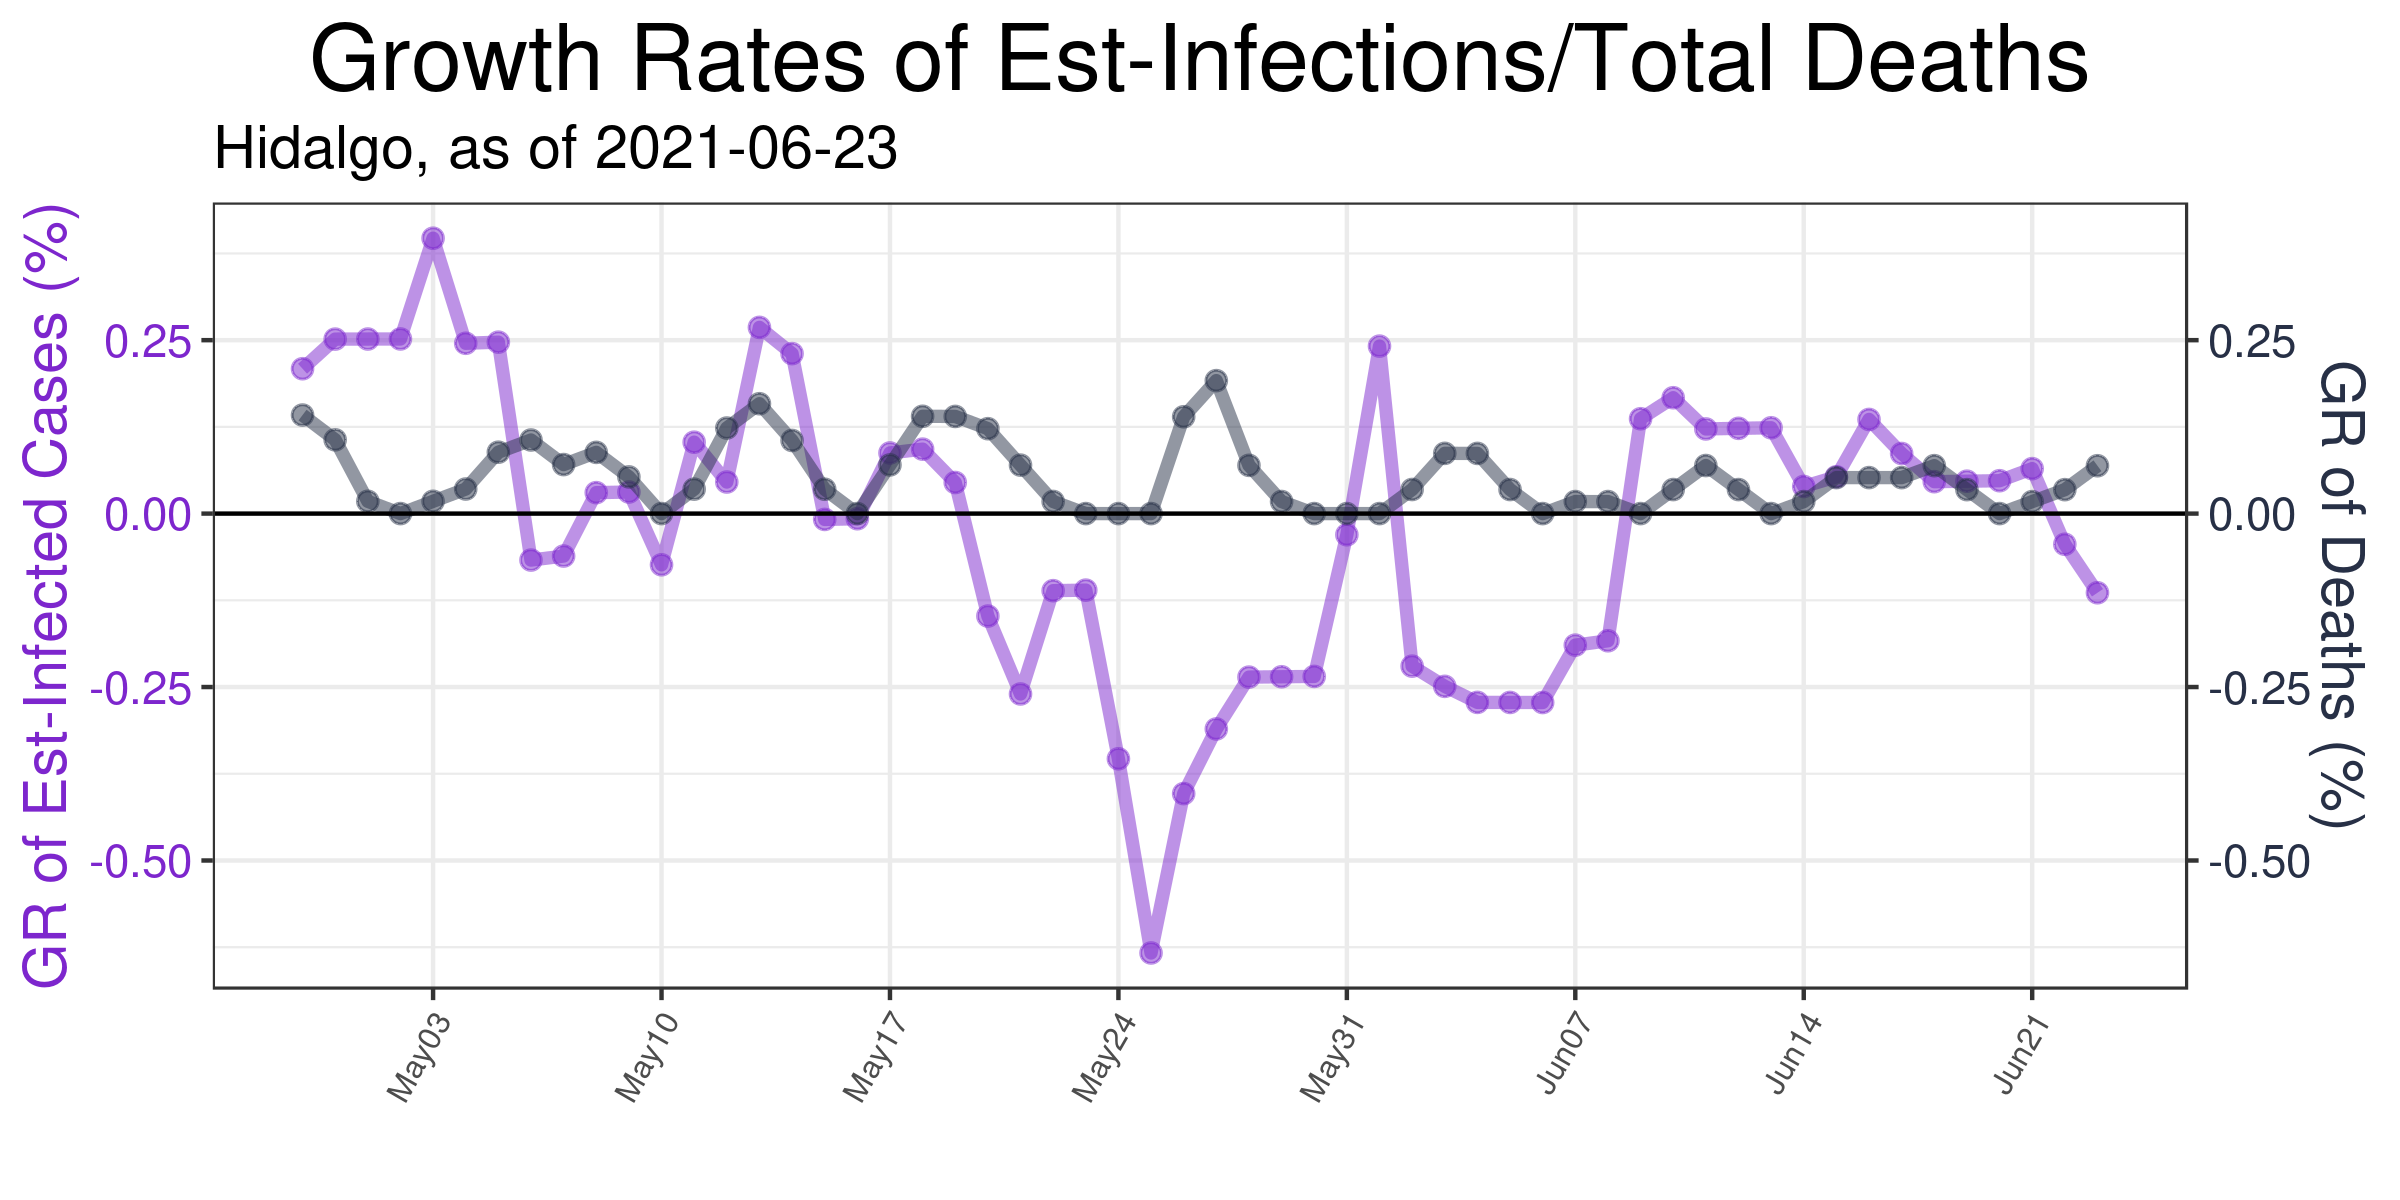 Growth Rates of Est-Infections/Total Deaths
Hidalgo, as of 2021-06-23
GR of Est-Infected Cases (%)
0.25
0.00
-0.25
-0.50
0.25
0.00
-0.25
-0.50
GR of Deaths (%)
May03
May10
May17
May24
May31
Jun07
Jun14
Jun21